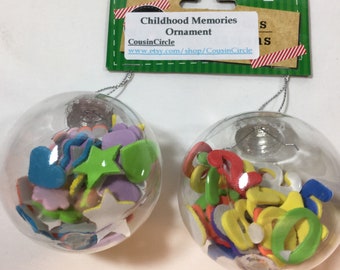 Childhood Memories
Ornament
CousinCircle
www.etsy.com/shop/CousinCircle